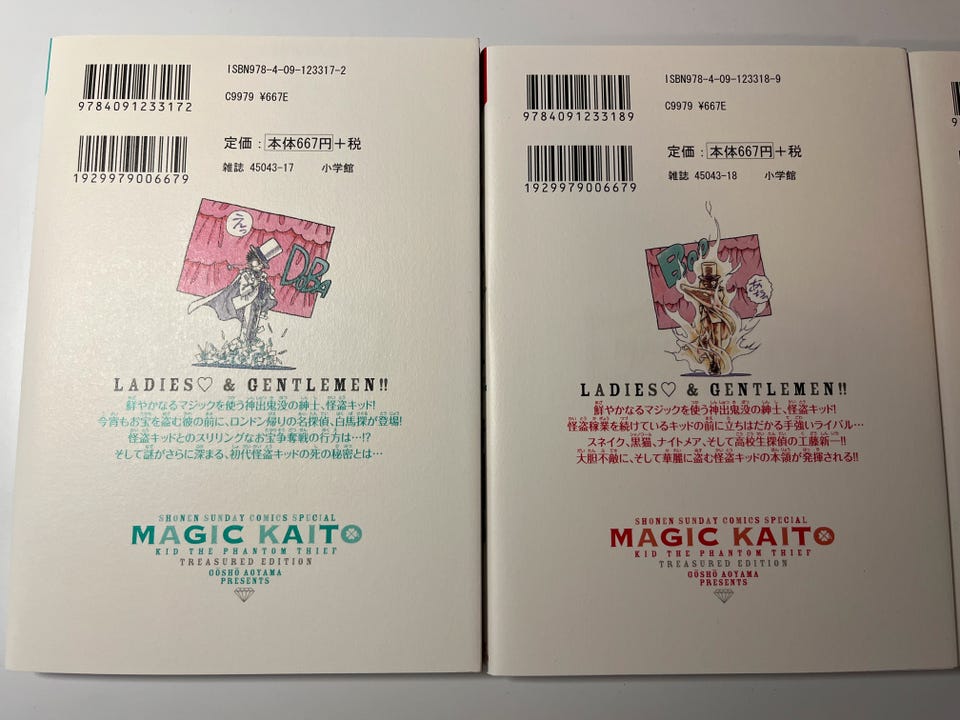 ISBN978-4-09-123317-2
9784091233172
C9979 ¥667E
定価：本体667円+税
1929979006679
雑誌 45043-17 小学館
えっ
DoBA
LADIES♡ & GENTLEMEN!!
鮮やかなるマジックを使う神出鬼没の紳士、怪盗キッド!
今宵もお宝を盗む彼の前に、ロンドン帰りの名探偵、白馬探が登場!
怪盗キッドとのスリリングなお宝争奪戦の行方は…!?
そして謎がさらに深まる、初代怪盗キッドの死の秘密とは…
SHONEN SUNDAY COMICS SPECIAL
MAGIC KAITO
KID THE PHANTOM THIEF
TREASURED EDITION
GŌSHŌ AOYAMA
PRESENTS
ISBN978-4-09-123318-9
9784091233189
C9979 ¥667E
定価：本体667円+税
1929979006679
雑誌 45043-18 小学館
LADIES♡ & GENTLEMEN!!
鮮やかなるマジックを使う神出鬼没の紳士、怪盗キッド!
怪盗稼業を続けているキッドの前に立ちはだかる手強いライバル…
スネイク、黒猫、ナイトメア、そして高校生探偵の工藤新一!!
大胆不敵に、そして華麗に盗む怪盗キッドの本領が発揮される!!
SHONEN SUNDAY COMICS SPECIAL
MAGIC KAITO
KID THE PHANTOM THIEF
TREASURED EDITION
GŌSHŌ AOYAMA
PRESENTS